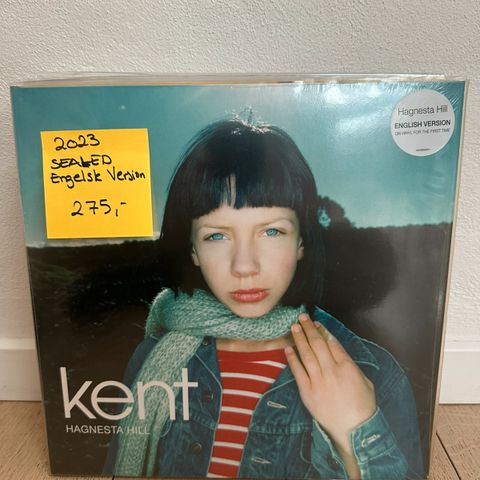 2023
SEALED
Engelsk Version
275,-
Hagnesta Hill
ENGLISH VERSION
ON VINYL FOR THE FIRST TIME
kent
HAGNESTA HILL